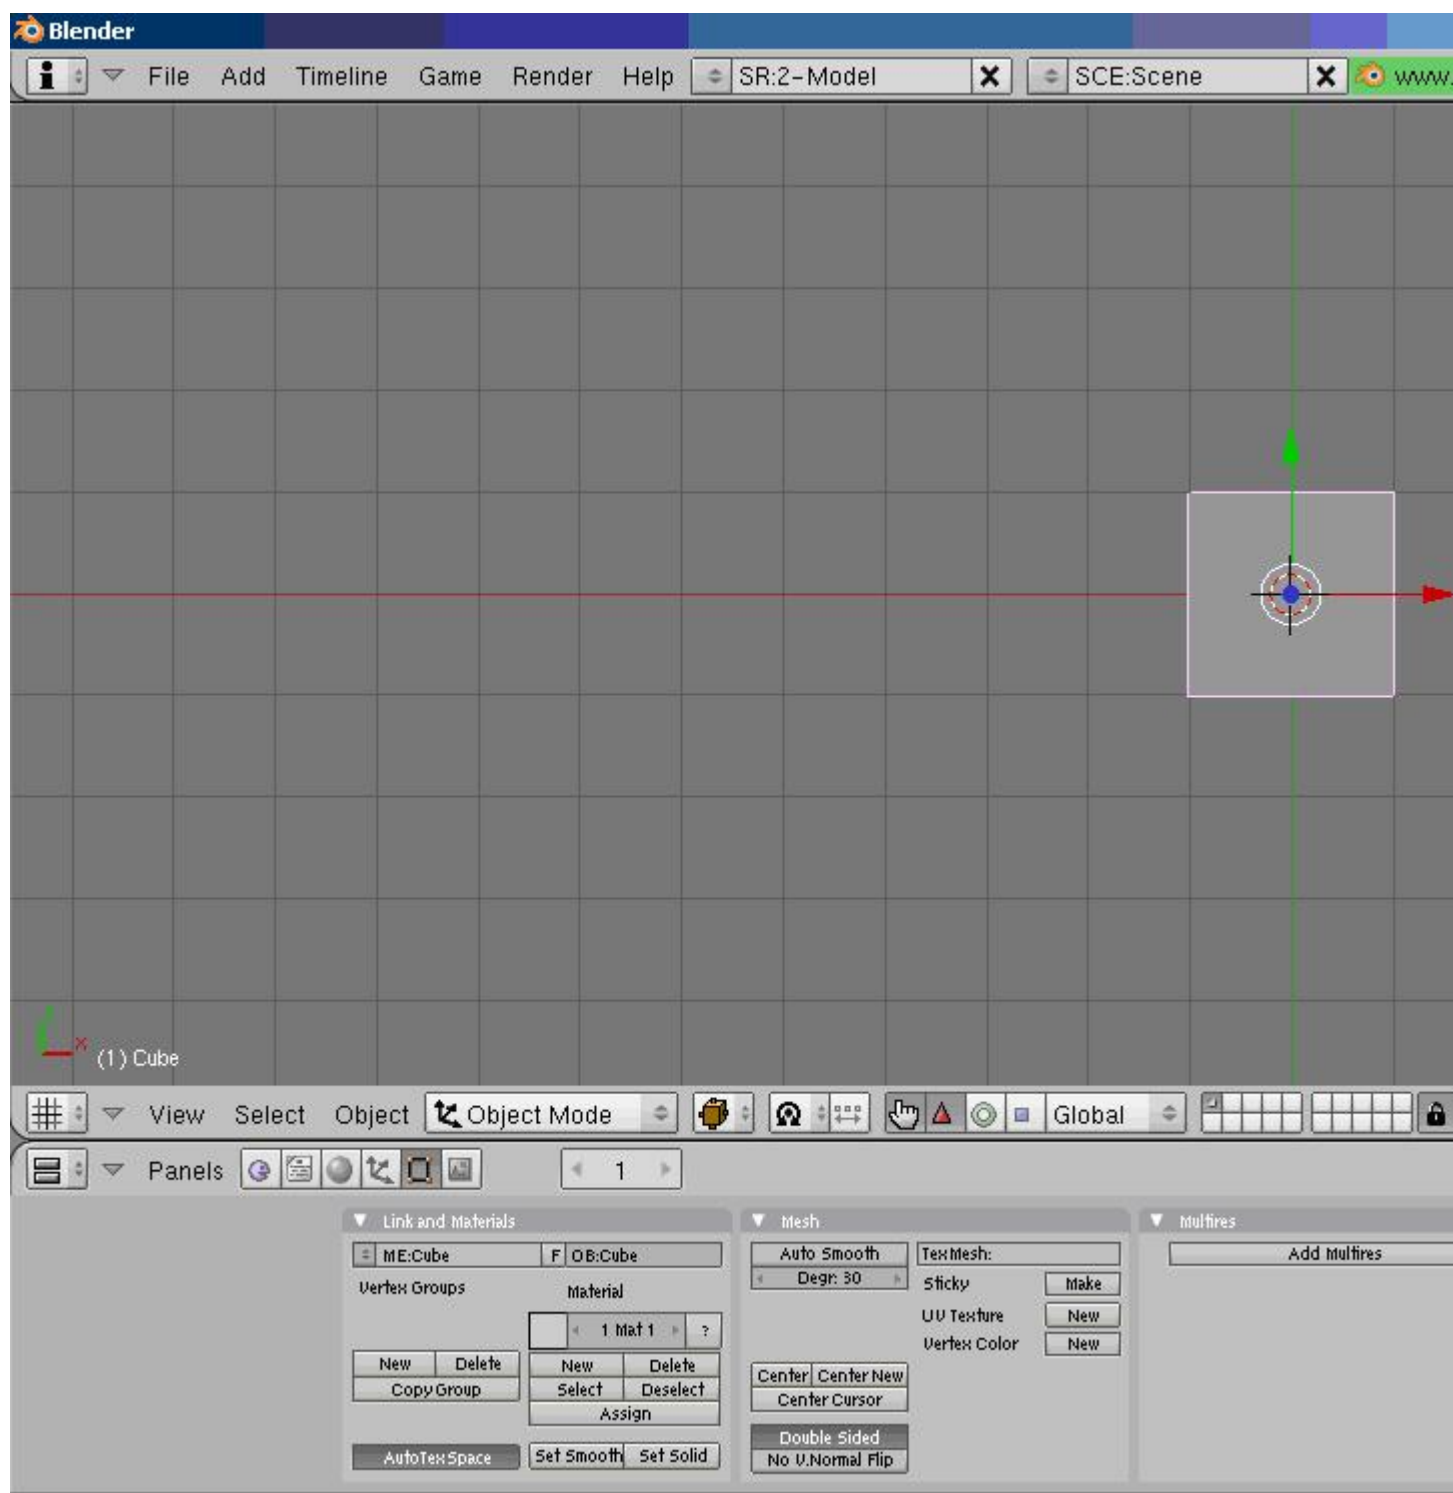 Blender
File Add Timeline Game Render Help SR:2-Model X SCE:Scene X www.
x
(1) Cube
View Select Object Object Mode Global
Panels 1
Link and Materials Mesh Multires
ME:Cube F OB:Cube Auto Smooth TexMesh: Add Multires
Vertex Groups Material Degr: 30 Sticky Make
1 Mat 1 ? UV Texture New
Vertex Color New
New Delete New Delete Center Center New
Copy Group Select Deselect Center Cursor
Assign
Double Sided
AutoTexSpace Set Smooth Set Solid No V.Normal Flip